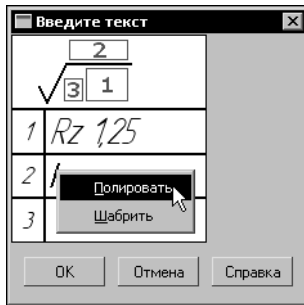 Введите текст
2
3 1
1 Rz 1,25
2
Полировать
3 Шабрить
OK Отмена Справка